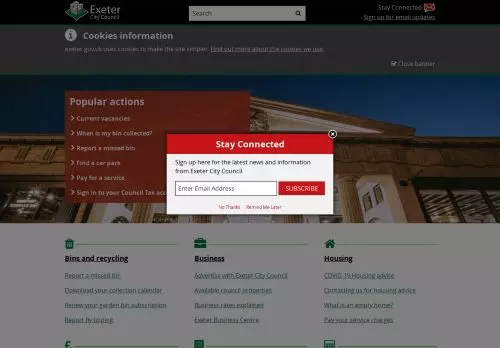 Exeter
City Council
Search
Stay Connected
Sign up for email updates
Cookies information
exeter.gov.uk uses cookies to make the site simpler. Find out more about the cookies we use.
Close banner
Popular actions
Current vacancies
When is my bin collected?
Report a missed bin
Find a car park
Pay for a service
Sign in to your Council Tax acco
Stay Connected
Sign up here for the latest news and information
from Exeter City Council
Enter Email Address
SUBSCRIBE
No Thanks
Remind Me Later
Bins and recycling
Report a missed bin
Download your collection calendar
Renew your garden bin subscription
Report fly tipping
Business
Advertise with Exeter City Council
Available council properties
Business rates explained
Exeter Business Centre
Housing
COVID-19 Housing advice
Contacting us for housing advice
What is an empty home?
Pay your service charges